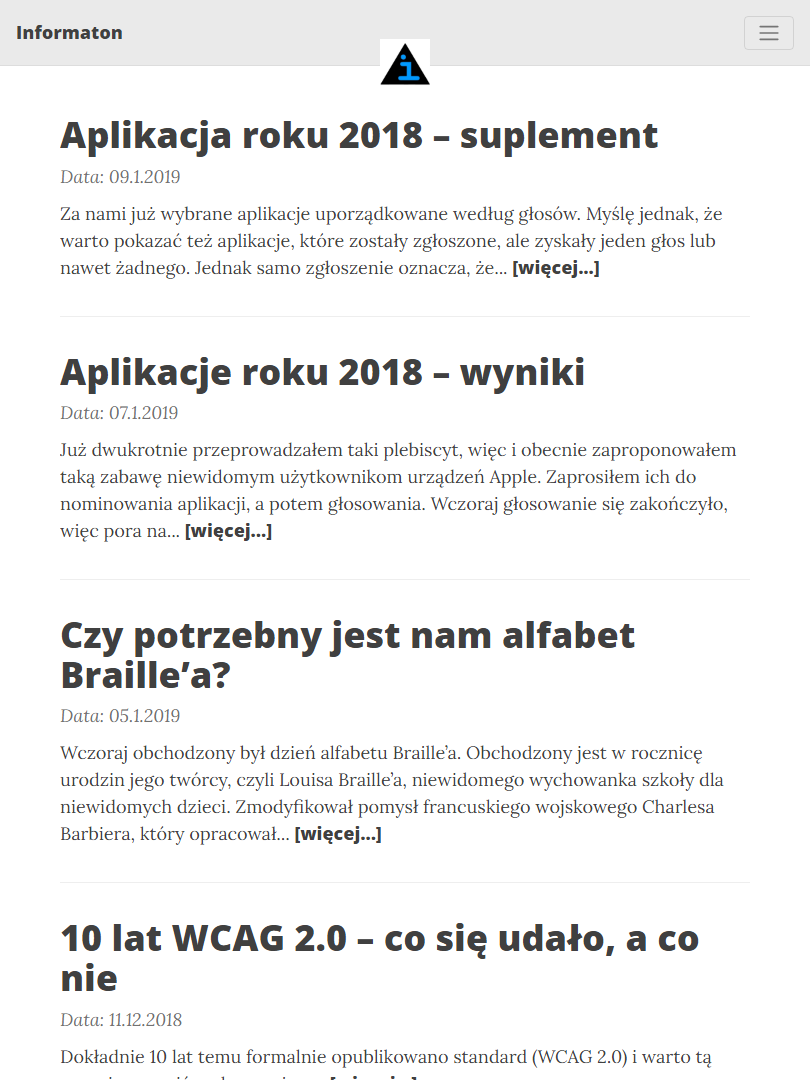 Informaton
i
Aplikacja roku 2018 – suplement
Data: 09.1.2019
Za nami już wybrane aplikacje uporządkowane według głosów. Myślę jednak, że
warto pokazać też aplikacje, które zostały zgłoszone, ale zyskały jeden głos lub
nawet żadnego. Jednak samo zgłoszenie oznacza, że... [więcej...]
Aplikacje roku 2018 – wyniki
Data: 07.1.2019
Już dwukrotnie przeprowadzałem taki plebiscyt, więc i obecnie zaproponowałem
taką zabawę niewidomym użytkownikom urządzeń Apple. Zaprosiłem ich do
nominowania aplikacji, a potem głosowania. Wczoraj głosowanie się zakończyło,
więc pora na... [więcej...]
Czy potrzebny jest nam alfabet
Braille’a?
Data: 05.1.2019
Wczoraj obchodzony był dzień alfabetu Braille’a. Obchodzony jest w rocznicę
urodzin jego twórcy, czyli Louisa Braille’a, niewidomego wychowanka szkoły dla
niewidomych dzieci. Zmodyfikował pomysł francuskiego wojskowego Charlesa
Barbiera, który opracował... [więcej...]
10 lat WCAG 2.0 – co się udało, a co
nie
Data: 11.12.2018
Dokładnie 10 lat temu formalnie opublikowano standard (WCAG 2.0) i warto tą